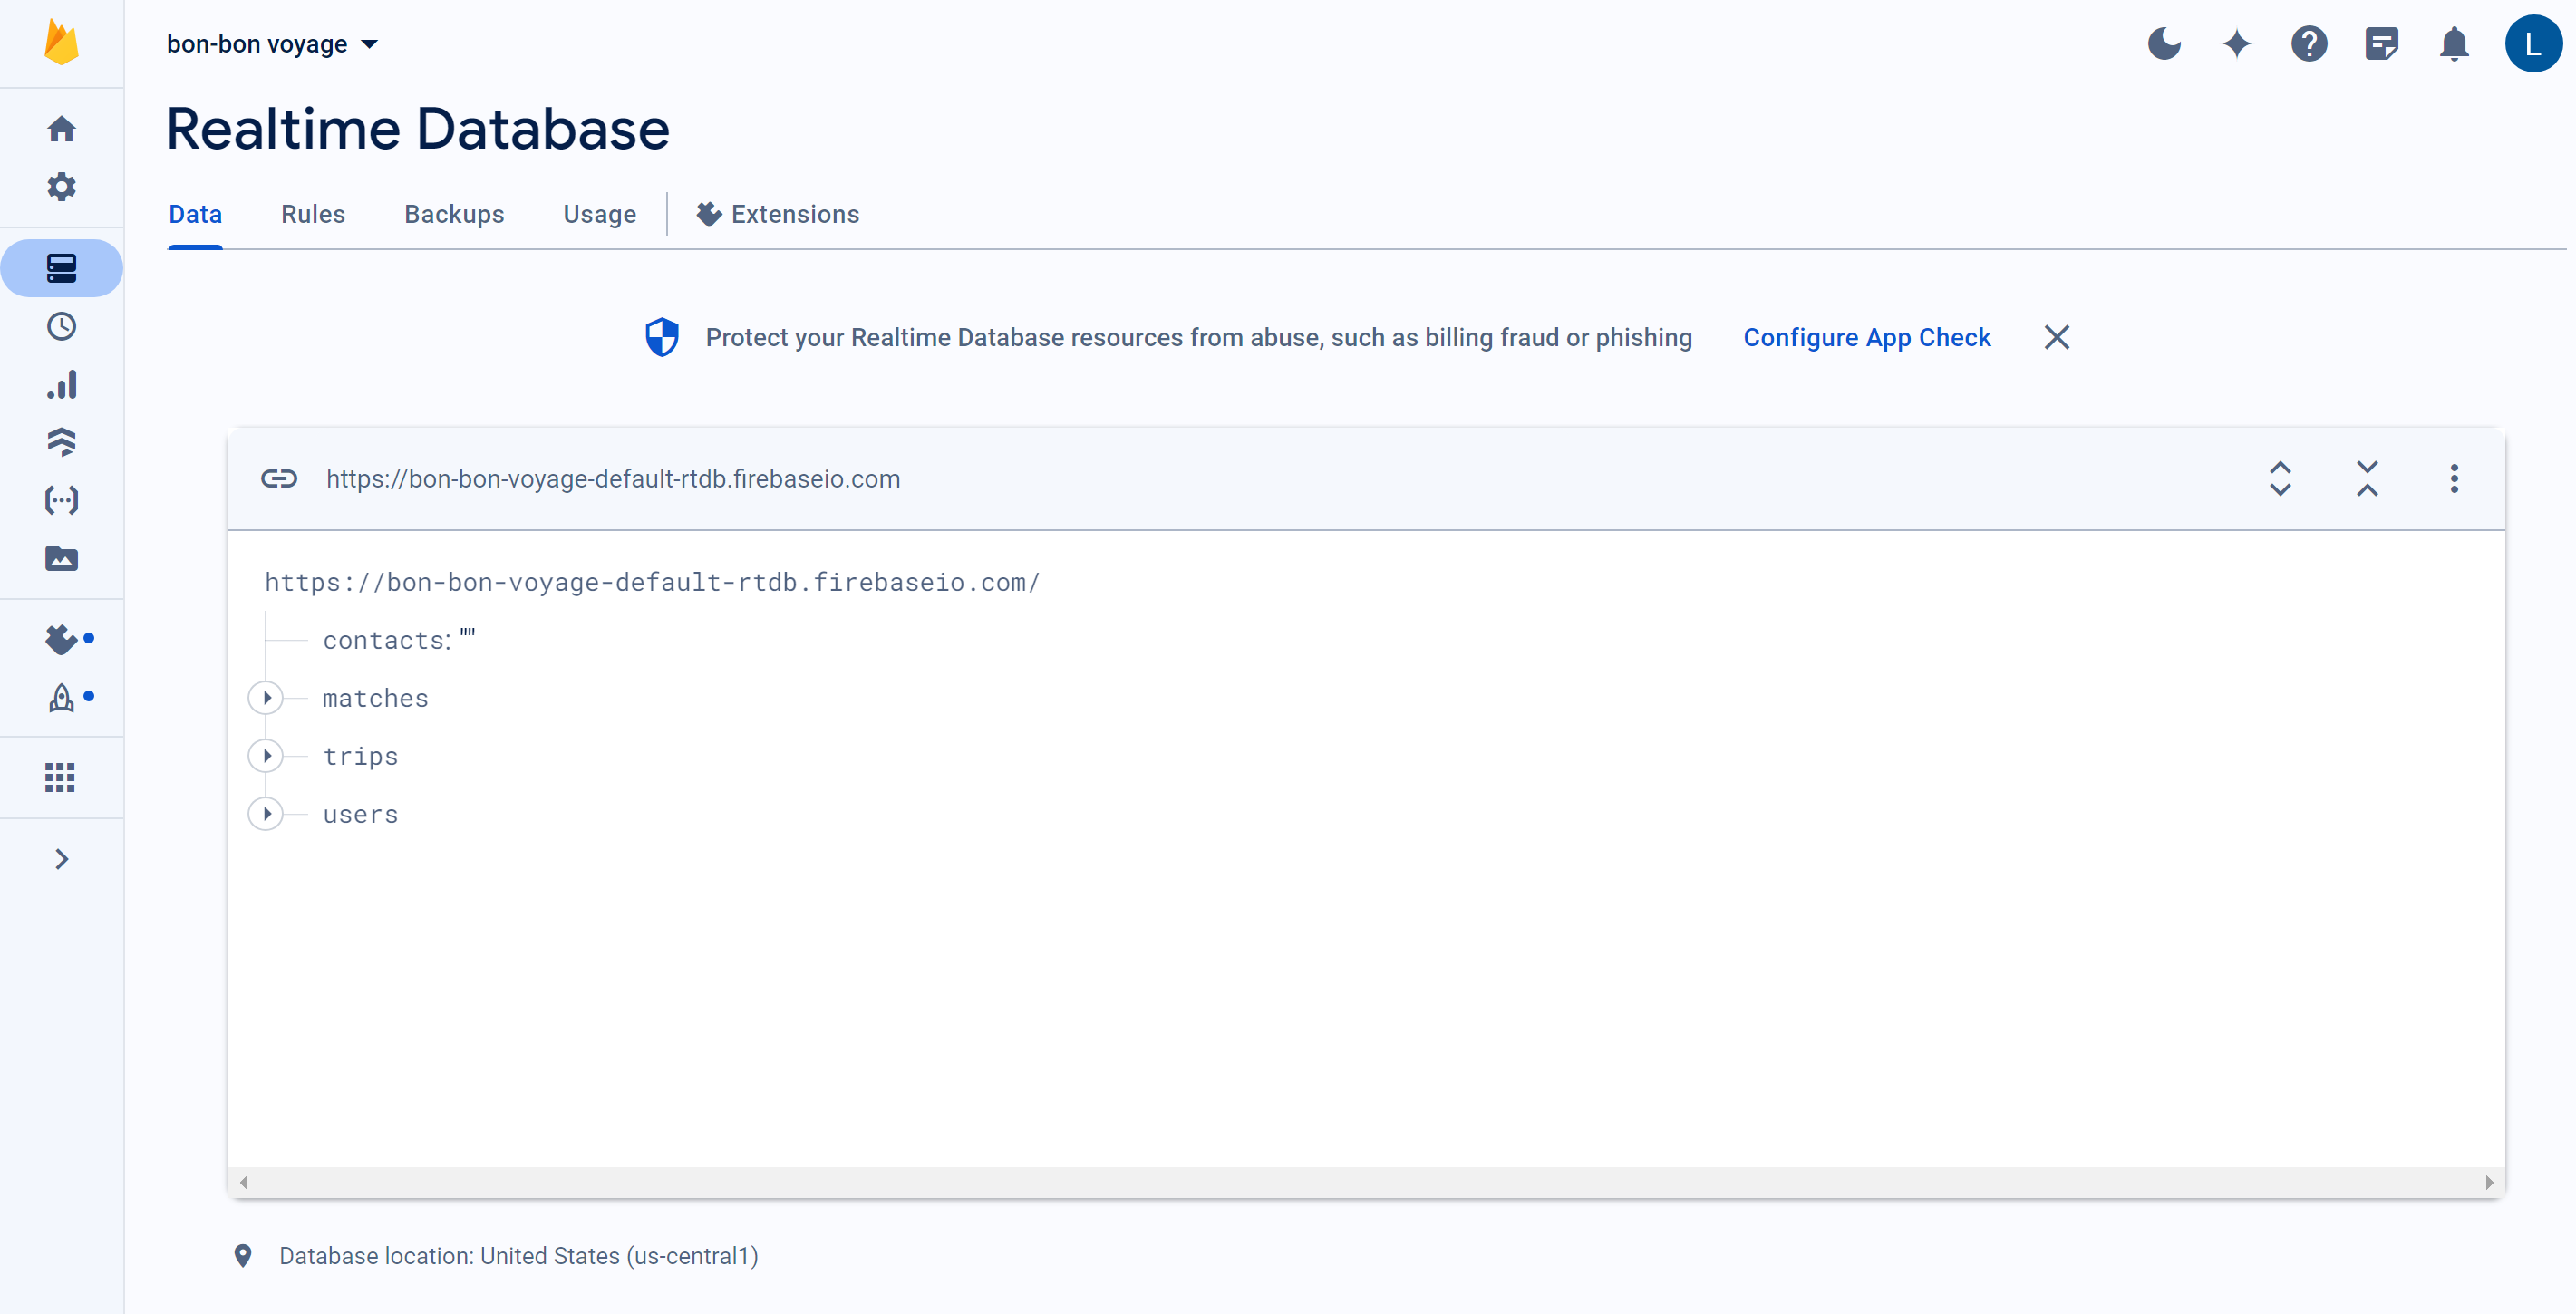 bon-bon voyage
L
Realtime Database
Data Rules Backups Usage Extensions
Protect your Realtime Database resources from abuse, such as billing fraud or phishing Configure App Check
https://bon-bon-voyage-default-rtdb.firebaseio.com
https://bon-bon-voyage-default-rtdb.firebaseio.com/
contacts: ""
matches
trips
users
Database location: United States (us-central1)